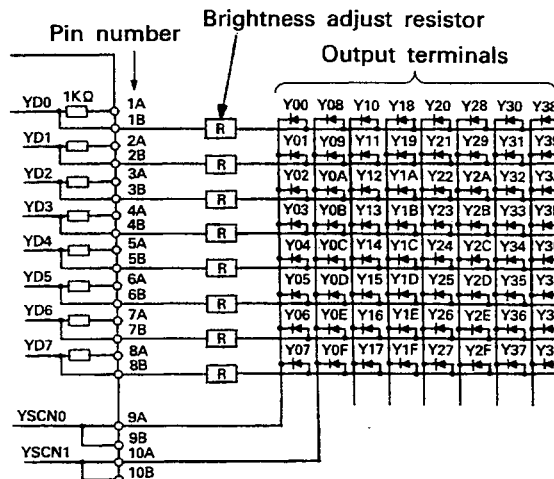 Brightness adjust resistor
Pin number
Output terminals
YD0 1KΩ 1A Y00 Y08 Y10 Y18 Y20 Y28 Y30 Y38
1B R
YD1 2A Y01 Y09 Y11 Y19 Y21 Y29 Y31
2B R
YD2 3A Y02 Y0A Y12 Y1A Y22 Y2A Y32
3B R
YD3 4A Y03 Y0B Y13 Y1B Y23 Y2B Y33
4B R
YD4 5A Y04 Y0C Y14 Y1C Y24 Y2C Y34
5B R
YD5 6A Y05 Y0D Y15 Y1D Y25 Y2D Y35
6B R
YD6 7A Y06 Y0E Y16 Y1E Y26 Y2E Y36
7B R
YD7 8A Y07 Y0F Y17 Y1F Y27 Y2F Y37
8B R
YSCN0 9A
9B
YSCN1 10A
10B